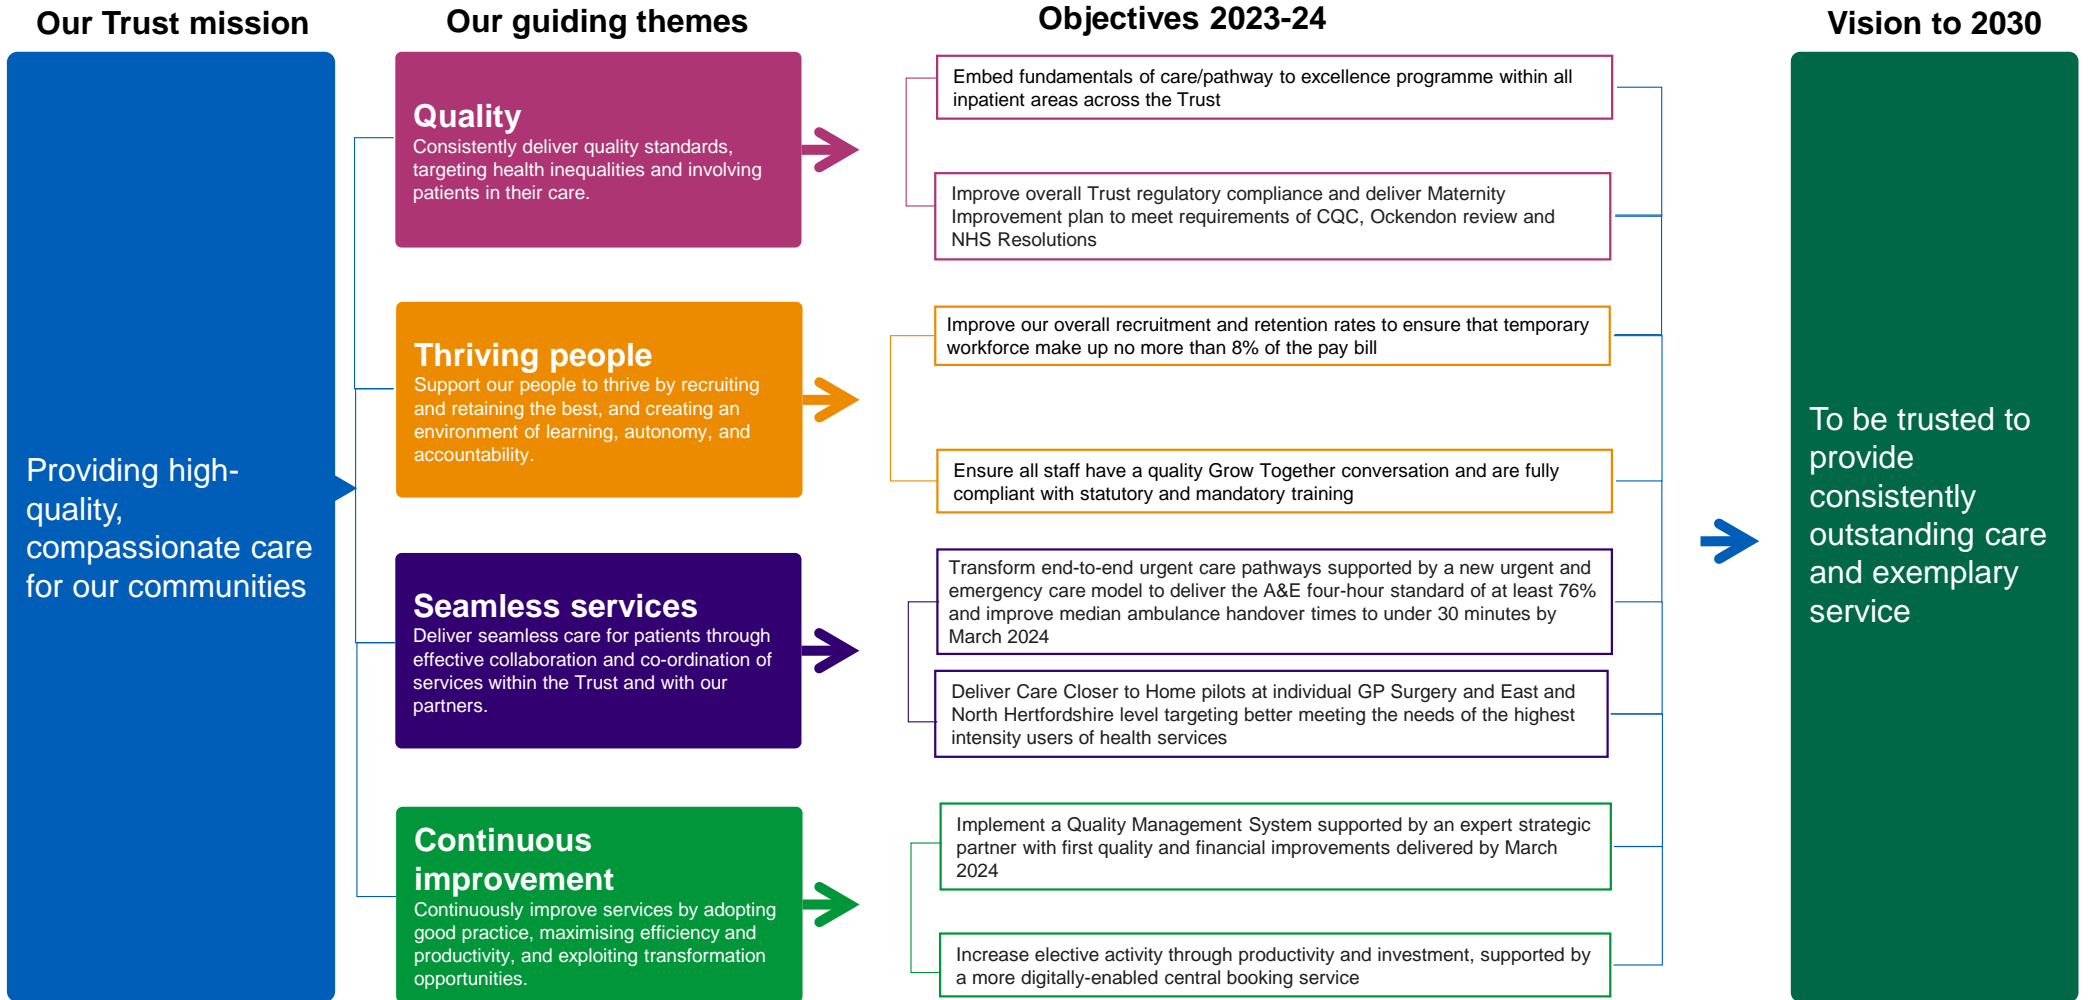 Our Trust mission
Our guiding themes
Objectives 2023-24
Vision to 2030
Providing high-
quality,
compassionate care
for our communities
Quality
Consistently deliver quality standards,
targeting health inequalities and involving
patients in their care.
Embed fundamentals of care/pathway to excellence programme within all
inpatient areas across the Trust
Improve overall Trust regulatory compliance and deliver Maternity
Improvement plan to meet requirements of CQC, Ockendon review and
NHS Resolutions
Thriving people
Support our people to thrive by recruiting
and retaining the best, and creating an
environment of learning, autonomy, and
accountability.
Improve our overall recruitment and retention rates to ensure that temporary
workforce make up no more than 8% of the pay bill
Ensure all staff have a quality Grow Together conversation and are fully
compliant with statutory and mandatory training
Seamless services
Deliver seamless care for patients through
effective collaboration and co-ordination of
services within the Trust and with our
partners.
Transform end-to-end urgent care pathways supported by a new urgent and
emergency care model to deliver the A&E four-hour standard of at least 76%
and improve median ambulance handover times to under 30 minutes by
March 2024
Deliver Care Closer to Home pilots at individual GP Surgery and East and
North Hertfordshire level targeting better meeting the needs of the highest
intensity users of health services
Continuous
improvement
Continuously improve services by adopting
good practice, maximising efficiency and
productivity, and exploiting transformation
opportunities.
Implement a Quality Management System supported by an expert strategic
partner with first quality and financial improvements delivered by March
2024
Increase elective activity through productivity and investment, supported by
a more digitally-enabled central booking service
To be trusted to
provide
consistently
outstanding care
and exemplary
service